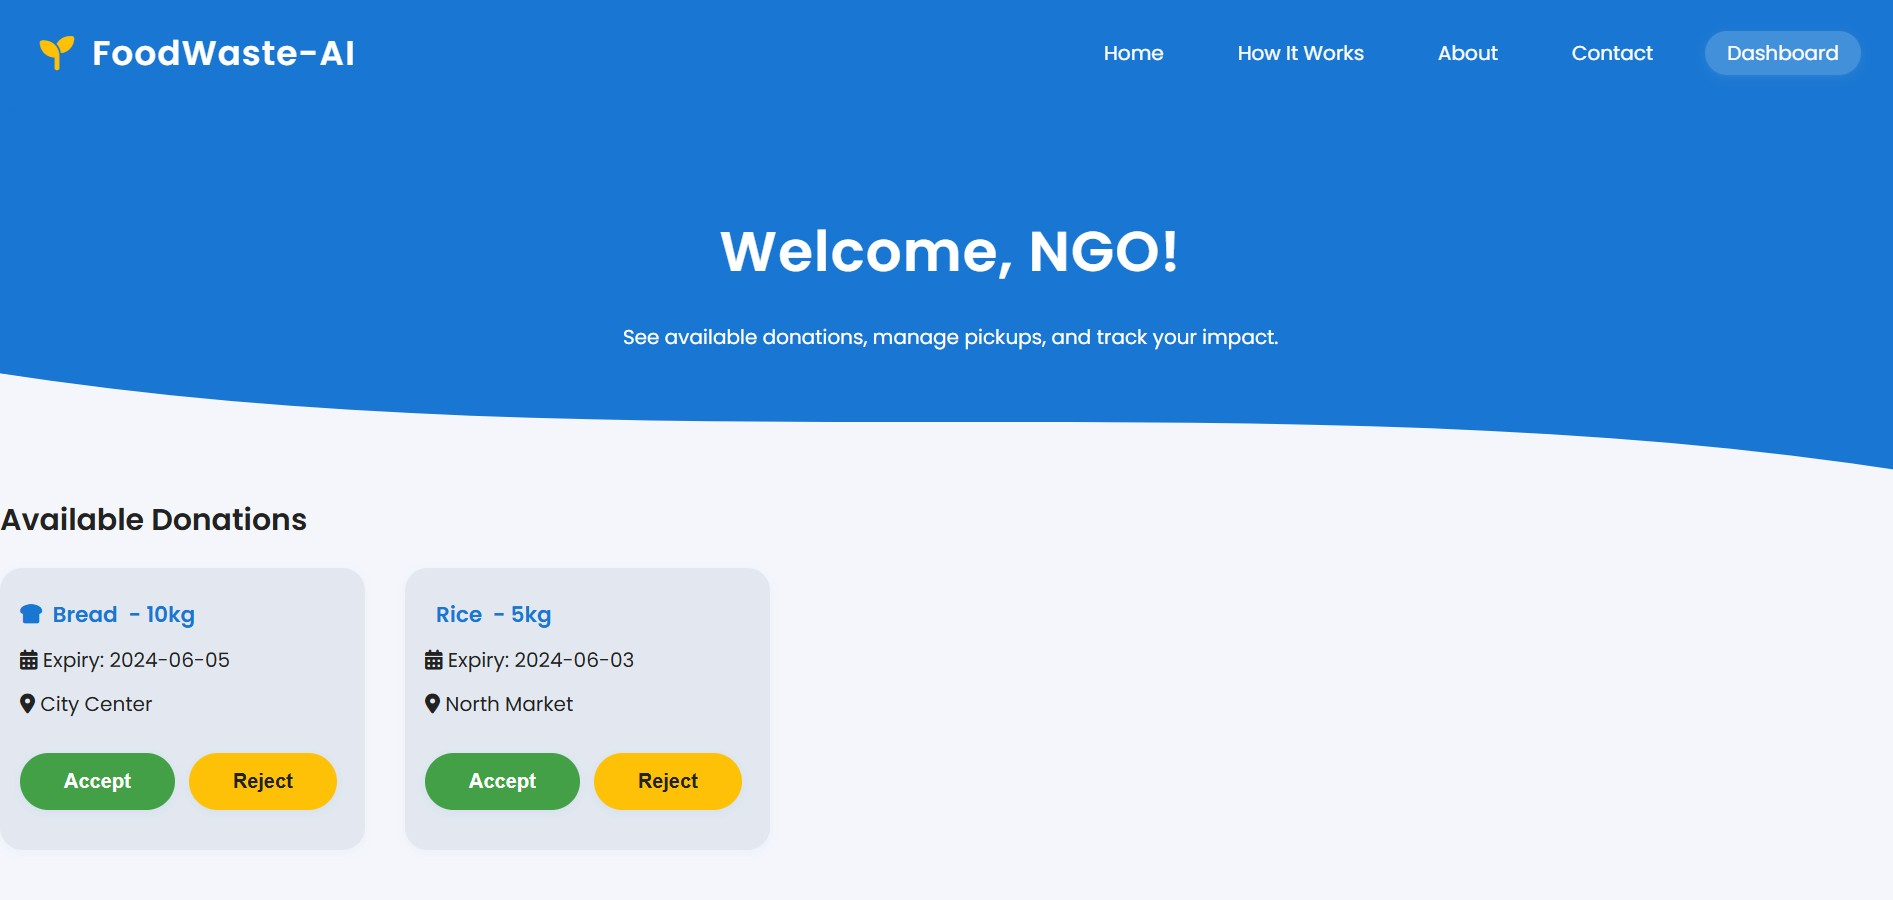 FoodWaste-AI
Home How It Works About Contact Dashboard
Welcome, NGO!
See available donations, manage pickups, and track your impact.
Available Donations
Bread - 10kg
Expiry: 2024-06-05
City Center
Accept Reject
Rice - 5kg
Expiry: 2024-06-03
North Market
Accept Reject